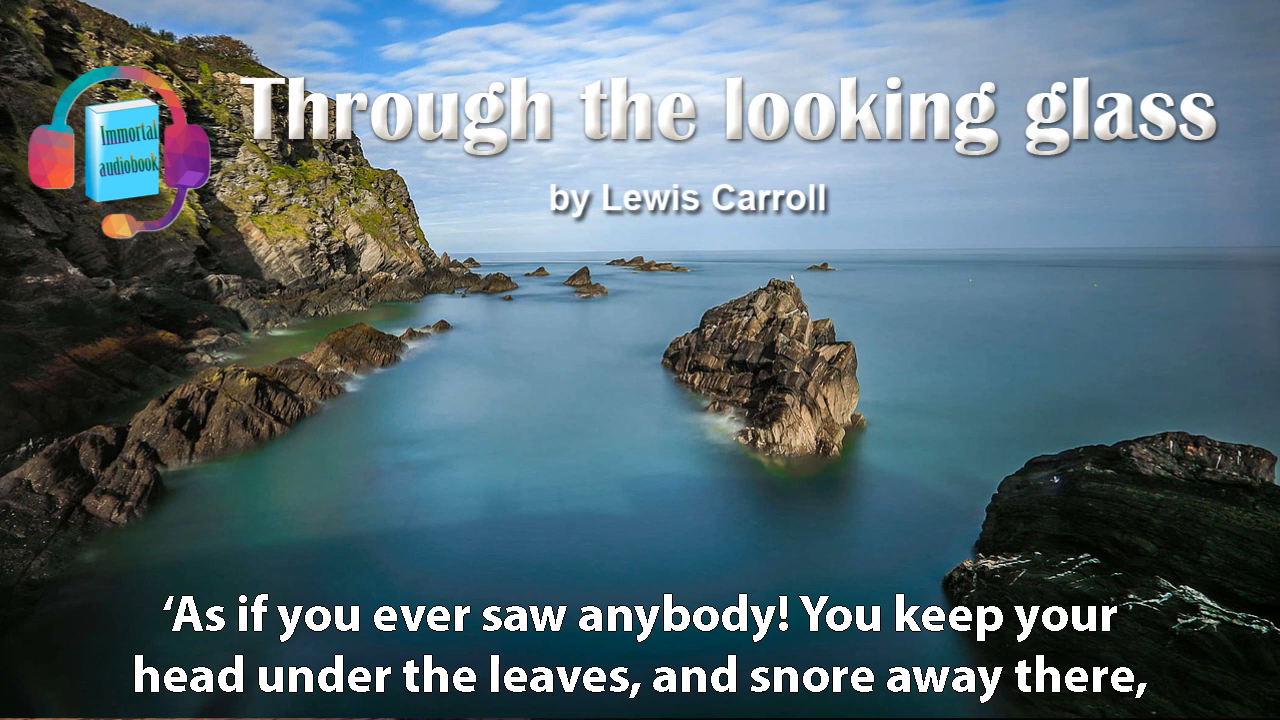 Through the looking glass
Immortal
audiobook
by Lewis Carroll
‘As if you ever saw anybody! You keep your
head under the leaves, and snore away there,